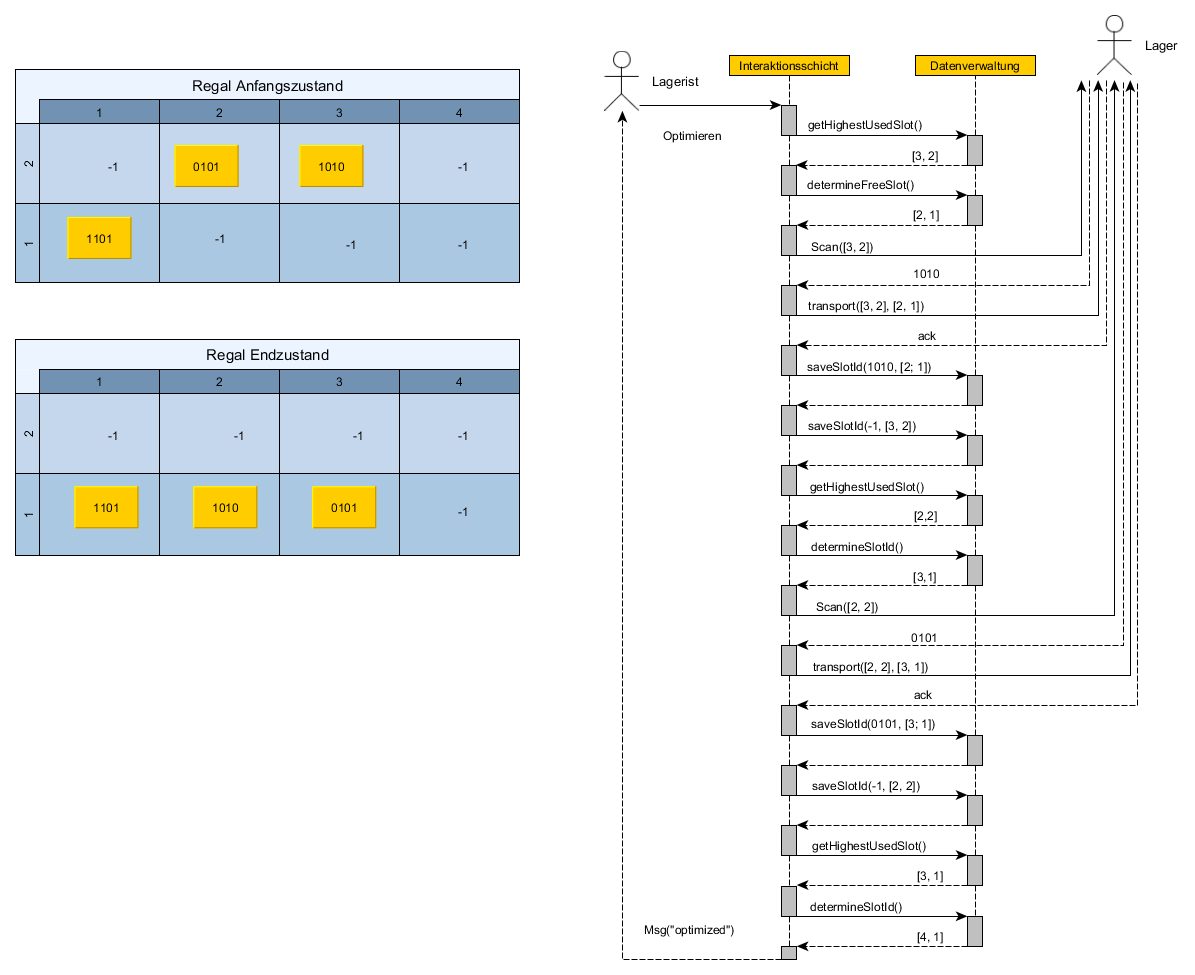 Regal Anfangszustand
1 2 3 4
2 -1 0101 1010 -1
1 1101 -1 -1 -1
Regal Endzustand
1 2 3 4
2 -1 -1 -1 -1
1 1101 1010 0101 -1
Lager
Interaktionsschicht
Datenverwaltung
Lagerist
Optimieren
getHighestUsedSlot()
[3, 2]
determineFreeSlot()
[2, 1]
Scan([3, 2])
1010
transport([3, 2], [2, 1])
ack
saveSlotId(1010, [2; 1])
saveSlotId(-1, [3, 2])
getHighestUsedSlot()
[2,2]
determineSlotId()
[3,1]
Scan([2, 2])
0101
transport([2, 2], [3, 1])
ack
saveSlotId(0101, [3; 1])
saveSlotId(-1, [2, 2])
getHighestUsedSlot()
[3, 1]
determineSlotId()
Msg("optimized")
[4, 1]